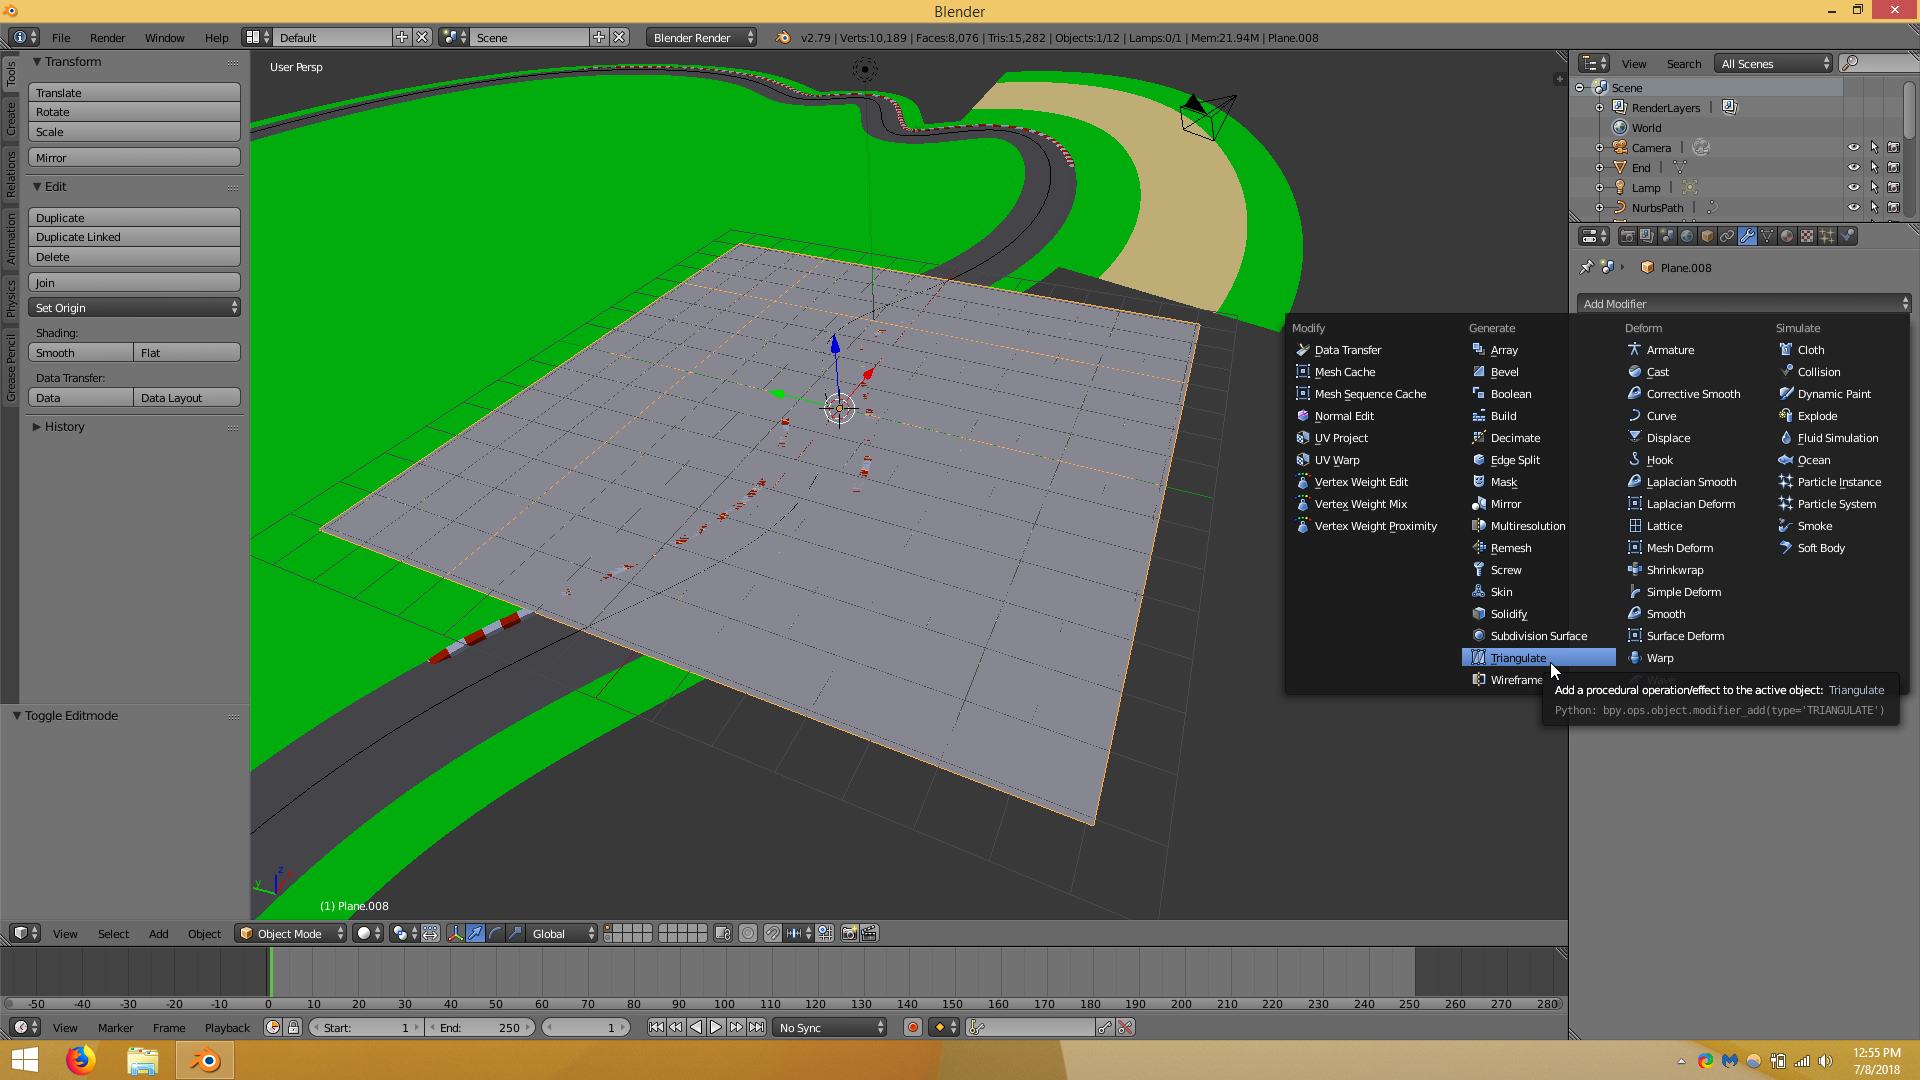 Blender
File Render Window Help Default Scene Blender Render v2.79 | Verts:10,189 | Faces:8,076 | Tris:15,282 | Objects:1/12 | Lamps:0/1 | Mem:21.94M | Plane.008
Tools
Create
Relations
Animation
Physics
Grease Pencil
Transform
Translate
Rotate
Scale
Mirror
Edit
Duplicate
Duplicate Linked
Delete
Join
Set Origin
Shading:
Smooth Flat
Data Transfer:
Data Data Layout
History
Toggle Editmode
User Persp
(1) Plane.008
View Search All Scenes
Scene
RenderLayers
World
Camera
End
Lamp
NurbsPath
Plane.008
Add Modifier
Modify
Data Transfer
Mesh Cache
Mesh Sequence Cache
Normal Edit
UV Project
UV Warp
Vertex Weight Edit
Vertex Weight Mix
Vertex Weight Proximity
Generate
Array
Bevel
Boolean
Build
Decimate
Edge Split
Mask
Mirror
Multiresolution
Remesh
Screw
Skin
Solidify
Subdivision Surface
Triangulate
Wireframe
Deform
Armature
Cast
Corrective Smooth
Curve
Displace
Hook
Laplacian Smooth
Laplacian Deform
Lattice
Mesh Deform
Shrinkwrap
Simple Deform
Smooth
Surface Deform
Warp
Wave
Simulate
Cloth
Collision
Dynamic Paint
Explode
Fluid Simulation
Ocean
Particle Instance
Particle System
Smoke
Soft Body
Add a procedural operation/effect to the active object: Triangulate
Python: bpy.ops.object.modifier_add(type='TRIANGULATE')
z
y
View Select Add Object Object Mode Global
-50 -40 -30 -20 -10 0 10 20 30 40 50 60 70 80 90 100 110 120 130 140 150 160 170 180 190 200 210 220 230 240 250 260 270 280
View Marker Frame Playback Start: 1 End: 250 1 No Sync
12:55 PM
7/8/2018